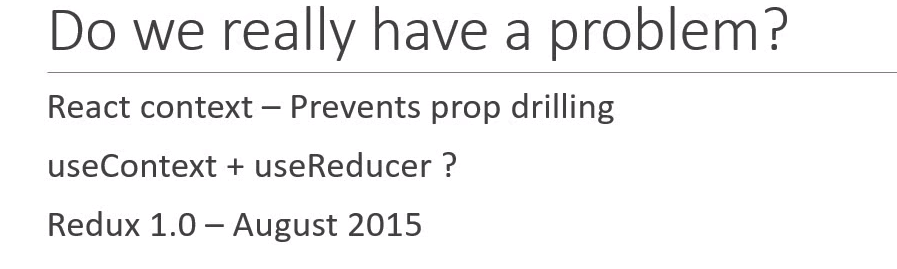 Do we really have a problem?
React context – Prevents prop drilling
useContext + useReducer ?
Redux 1.0 – August 2015